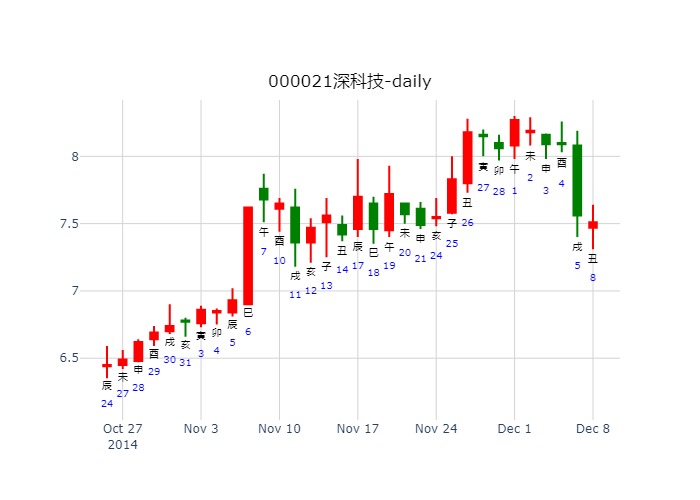 000021深科技-daily
8
7.5
7
6.5
辰
24
未
27
申
28
酉
29
戌
30
亥
31
寅
3
卯
4
辰
5
巳
6
午
7
酉
10
戌
11
亥
12
子
13
丑
14
辰
17
巳
18
午
19
未
20
申
21
亥
24
子
25
丑
26
寅
27
卯
28
午
1
未
2
申
3
酉
4
戌
5
丑
8
Oct 27
2014
Nov 3
Nov 10
Nov 17
Nov 24
Dec 1
Dec 8